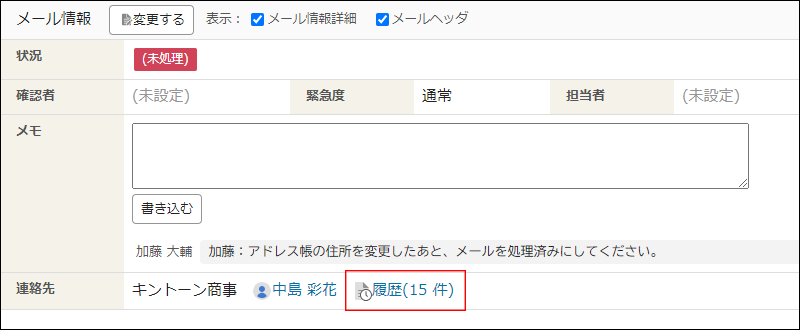 メール情報 変更する 表示： メール情報詳細 メールヘッダ
状況 (未処理)
確認者 (未設定) 緊急度 通常 担当者 (未設定)
メモ
書き込む
加藤 大輔 加藤：アドレス帳の住所を変更したあと、メールを処理済みにしてください。
連絡先 キントーン商事 中島 彩花 履歴(15 件)